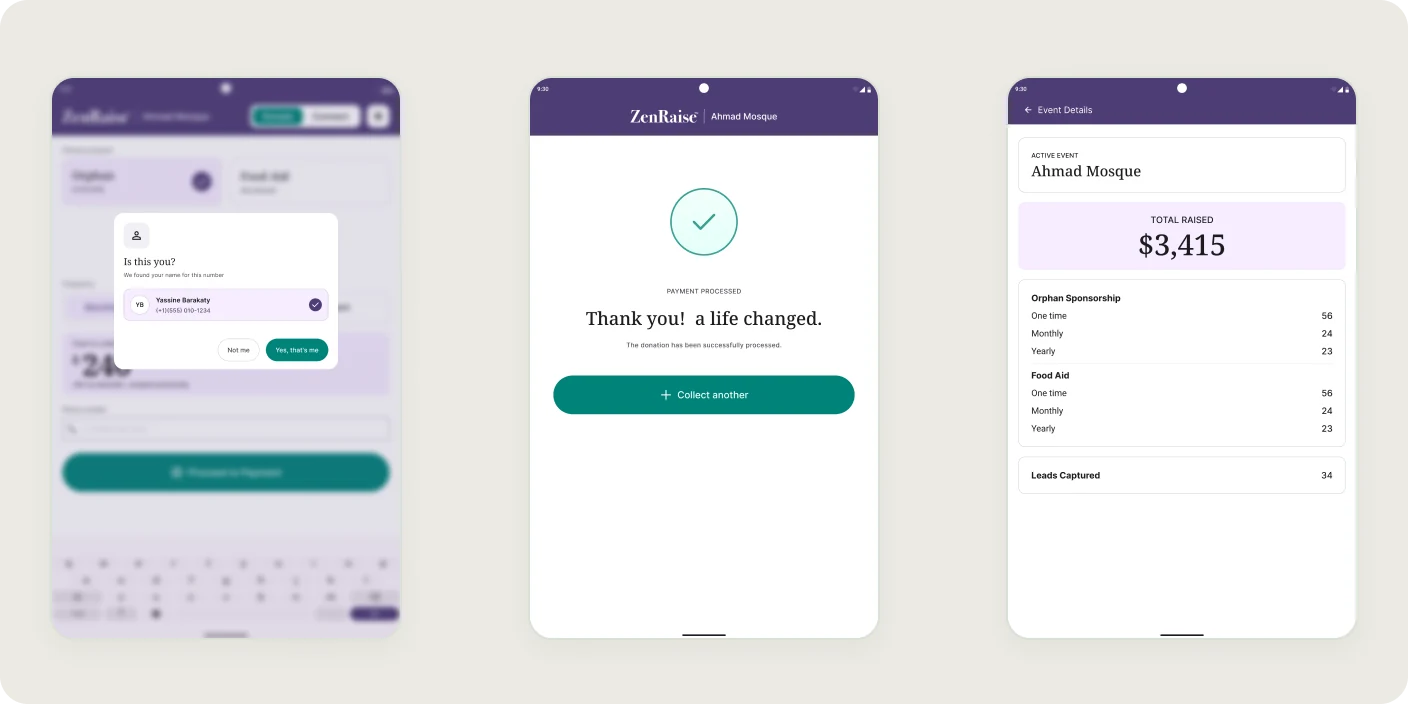 Is this you?
We found your name for this number
YB
Yassine Barakaty
(+1)(555) 010-1234
Not me
Yes, that's me
9:30
ZenRaise
Ahmad Mosque
PAYMENT PROCESSED
Thank you!  a life changed.
The donation has been successfully processed.
+ Collect another
9:30
← Event Details
ACTIVE EVENT
Ahmad Mosque
TOTAL RAISED
$3,415
Orphan Sponsorship
One time 56
Monthly 24
Yearly 23
Food Aid
One time 56
Monthly 24
Yearly 23
Leads Captured 34